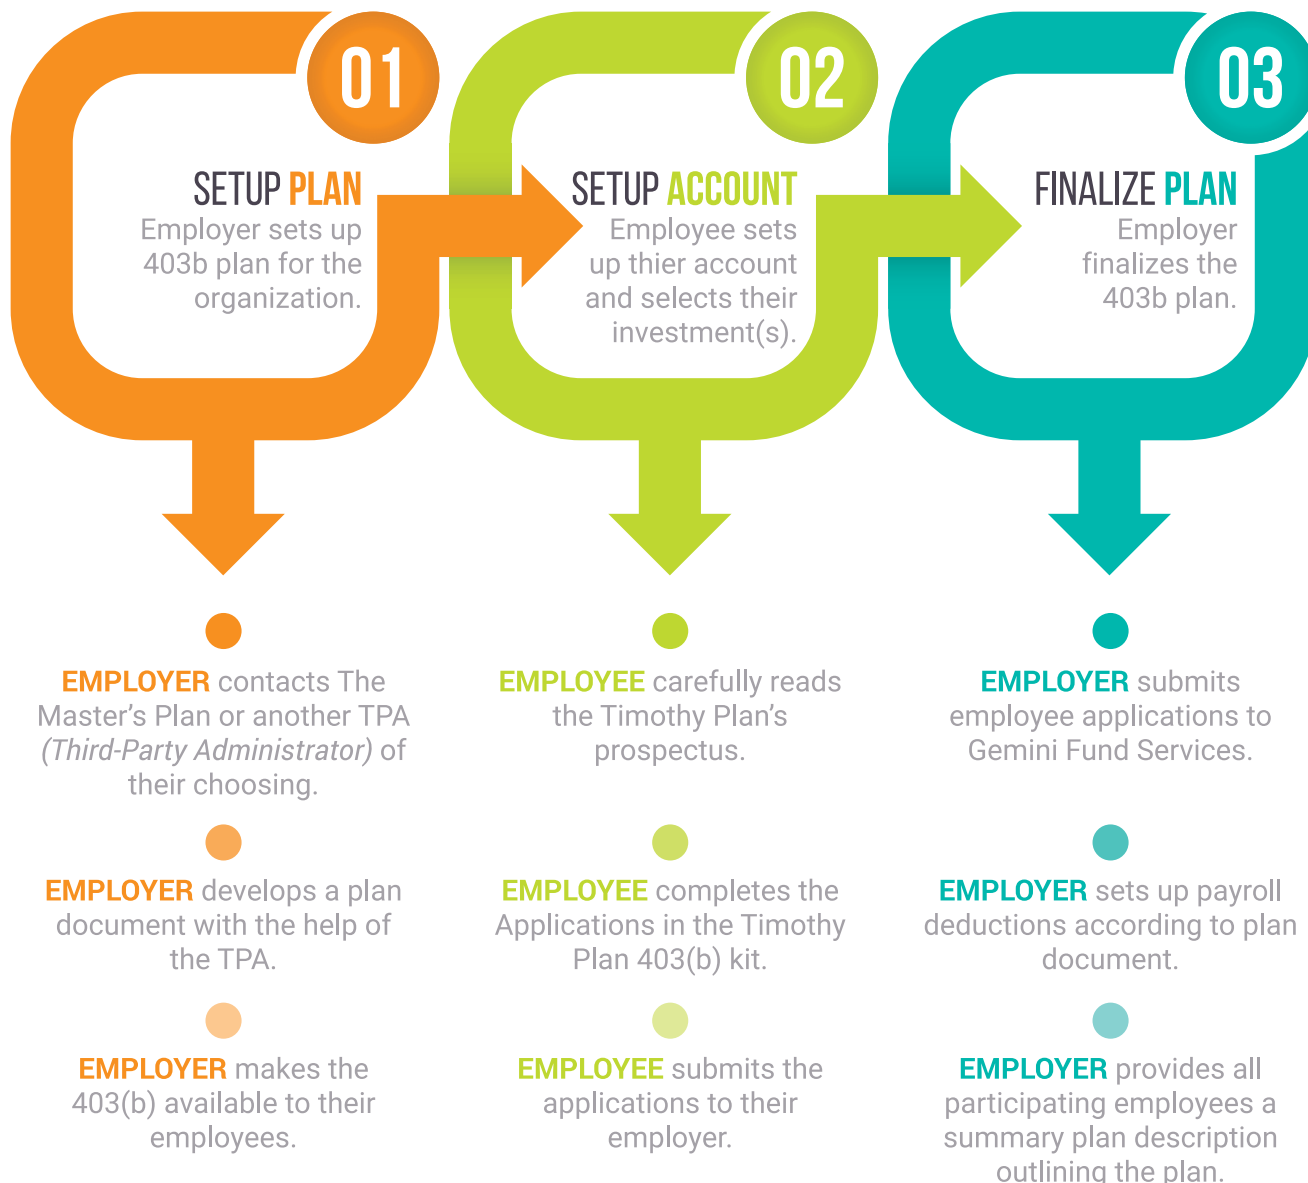 01
SETUP PLAN
Employer sets up
403b plan for the
organization.
02
SETUP ACCOUNT
Employee sets
up thier account
and selects their
investment(s).
03
FINALIZE PLAN
Employer
finalizes the
403b plan.
EMPLOYER contacts The
Master's Plan or another TPA
(Third-Party Administrator) of
their choosing.
EMPLOYER develops a plan
document with the help of
the TPA.
EMPLOYER makes the
403(b) available to their
employees.
EMPLOYEE carefully reads
the Timothy Plan's
prospectus.
EMPLOYEE completes the
Applications in the Timothy
Plan 403(b) kit.
EMPLOYEE submits the
applications to their
employer.
EMPLOYER submits
employee applications to
Gemini Fund Services.
EMPLOYER sets up payroll
deductions according to plan
document.
EMPLOYER provides all
participating employees a
summary plan description
outlining the plan.